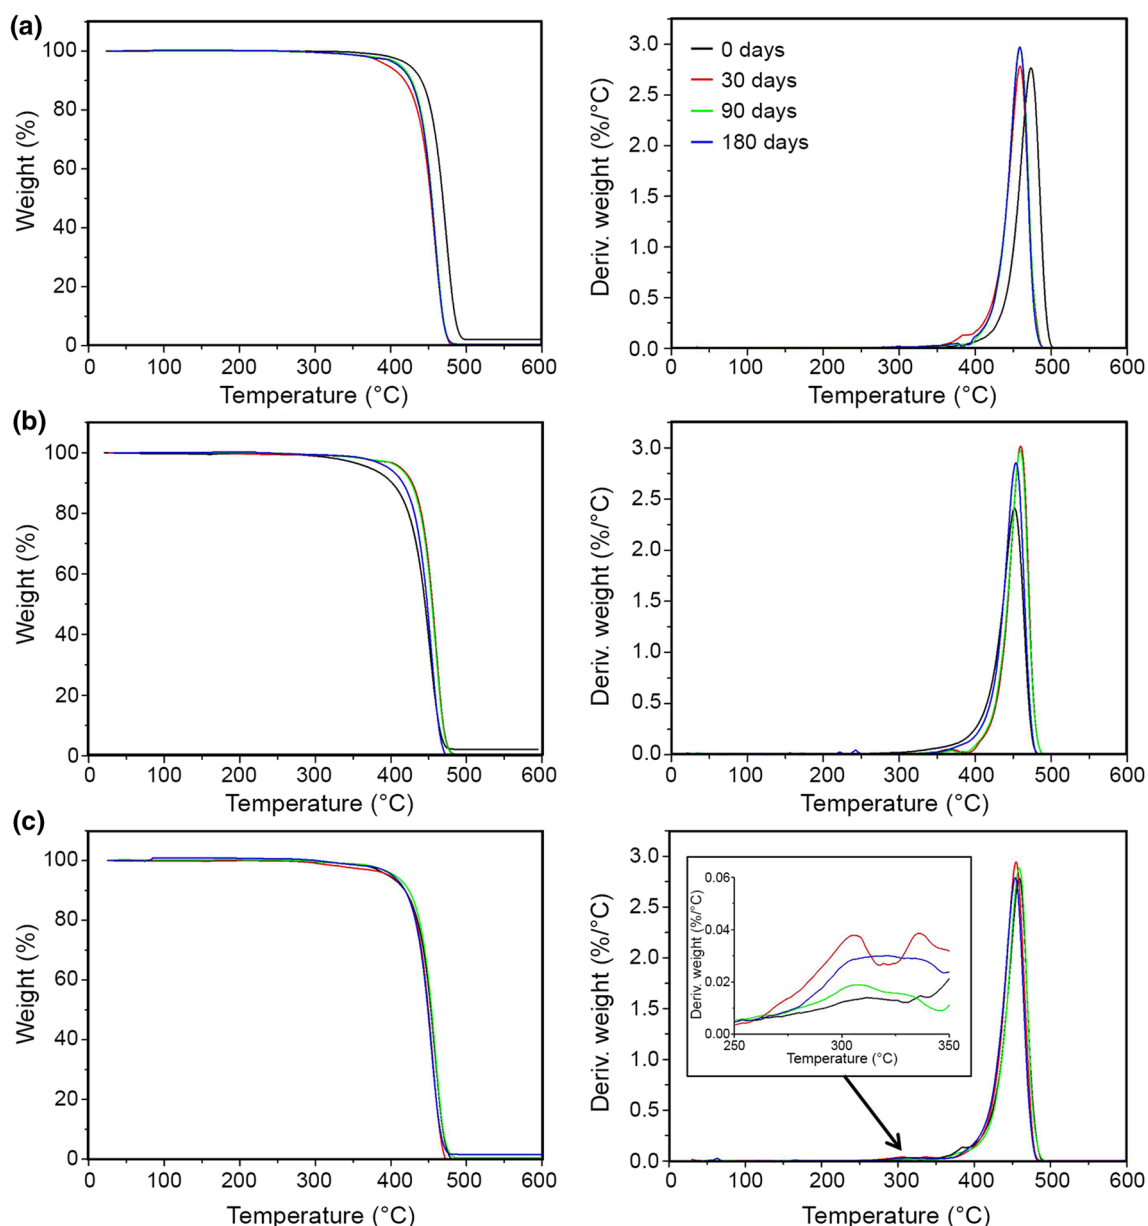 (a)
100
80
60
40
20
0
0 100 200 300 400 500 600
Weight (%)
Temperature (°C)
3.0
2.5
2.0
1.5
1.0
0.5
0.0
0 100 200 300 400 500 600
Deriv. weight (%/°C)
Temperature (°C)
0 days
30 days
90 days
180 days
(b)
100
80
60
40
20
0
0 100 200 300 400 500 600
Weight (%)
Temperature (°C)
3.0
2.5
2.0
1.5
1.0
0.5
0.0
0 100 200 300 400 500 600
Deriv. weight (%/°C)
Temperature (°C)
(c)
100
80
60
40
20
0
0 100 200 300 400 500 600
Weight (%)
Temperature (°C)
3.0
2.5
2.0
1.5
1.0
0.5
0.0
0 100 200 300 400 500 600
Deriv. weight (%/°C)
Temperature (°C)
0.06
0.04
0.02
0.00
250 300 350
Deriv. weight (%/°C)
Temperature (°C)